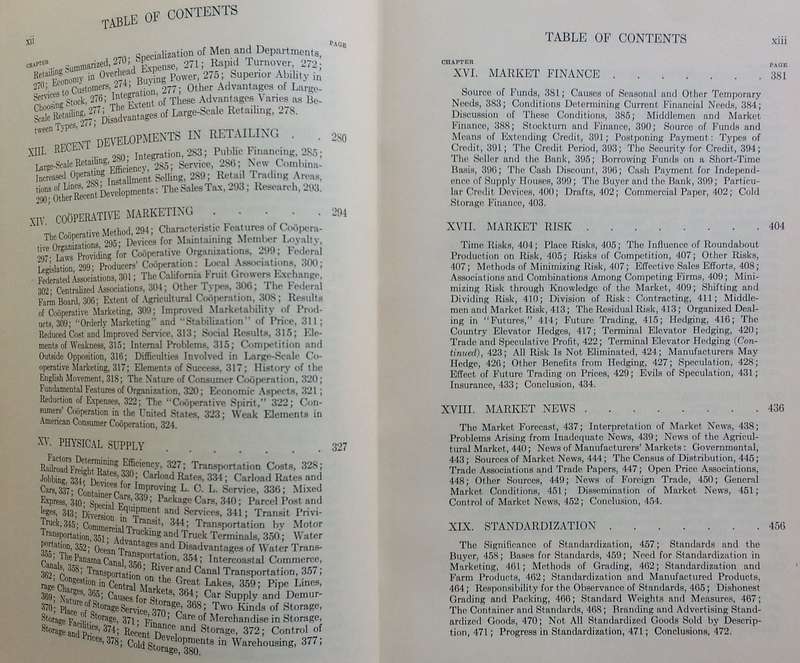 xii
TABLE OF CONTENTS
CHAPTER
PAGE
Retailing Summarized, 270; Specialization of Men and Departments,
270; Economy in Overhead Expense, 271; Rapid Turnover, 272;
Services to Customers, 274; Buying Power, 275; Superior Ability in
Choosing Stock, 276; Integration, 277; Other Advantages of Large-
Scale Retailing, 277; The Extent of These Advantages Varies as Be-
tween Types, 277; Disadvantages of Large-Scale Retailing, 278.
XIII. RECENT DEVELOPMENTS IN RETAILING . . 280
Large-Scale Retailing, 280; Integration, 283; Public Financing, 285;
Increased Operating Efficiency, 285; Service, 286; New Combina-
tions of Lines, 288; Installment Selling, 289; Retail Trading Areas,
290; Other Recent Developments: The Sales Tax, 293; Research, 293.
XIV. COÖPERATIVE MARKETING . . . . . 294
The Coöperative Method, 294; Characteristic Features of Coöpera-
tive Organizations, 295; Devices for Maintaining Member Loyalty,
297; Laws Providing for Coöperative Organizations, 299; Federal
Legislation, 299; Producers' Coöperation: Local Associations, 300;
Federated Associations, 301; The California Fruit Growers Exchange,
302; Centralized Associations, 304; Other Types, 306; The Federal
Farm Board, 306; Extent of Agricultural Coöperation, 308; Results
of Coöperative Marketing, 309; Improved Marketability of Prod-
ucts, 309; "Orderly Marketing" and "Stabilization" of Price, 311;
Reduced Cost and Improved Service, 313; Social Results, 315; Ele-
ments of Weakness, 315; Internal Problems, 315; Competition and
Outside Opposition, 316; Difficulties Involved in Large-Scale Co-
operative Marketing, 317; Elements of Success, 317; History of the
English Movement, 318; The Nature of Consumer Coöperation, 320;
Fundamental Features of Organization, 320; Economic Aspects, 321;
Reduction of Expenses, 322; The "Coöperative Spirit," 322; Con-
sumers' Coöperation in the United States, 323; Weak Elements in
American Consumer Coöperation, 324.
XV. PHYSICAL SUPPLY . . . . . . . 327
Factors Determining Efficiency, 327; Transportation Costs, 328;
Railroad Freight Rates, 330; Carload Rates, 334; Carload Rates and
Jobbing, 334; Devices for Improving L. C. L. Service, 336; Mixed
Cars, 337; Container Cars, 339; Package Cars, 340; Parcel Post and
Express, 340; Special Equipment and Services, 341; Transit Privi-
leges, 343; Diversion in Transit, 344; Transportation by Motor
Truck, 345; Commercial Trucking and Truck Terminals, 350; Water
Transportation, 351; Advantages and Disadvantages of Water Trans-
portation, 352; Ocean Transportation, 354; Intercoastal Commerce,
355; The Panama Canal, 356; River and Canal Transportation, 357;
Canals, 358; Transportation on the Great Lakes, 359; Pipe Lines,
362; Congestion in Central Markets, 364; Car Supply and Demur-
rage Charges, 365; Causes for Storage, 368; Two Kinds of Storage,
369; Nature of Storage Service, 370; Care of Merchandise in Storage,
370; Place of Storage, 371; Finance and Storage, 372; Control of
Storage Facilities, 374; Recent Developments in Warehousing, 377;
Storage and Prices, 378; Cold Storage, 380.
TABLE OF CONTENTS
xiii
CHAPTER
PAGE
XVI. MARKET FINANCE . . . . . . . 381
Source of Funds, 381; Causes of Seasonal and Other Temporary
Needs, 383; Conditions Determining Current Financial Needs, 384;
Discussion of These Conditions, 385; Middlemen and Market
Finance, 388; Stockturn and Finance, 390; Source of Funds and
Means of Extending Credit, 391; Postponing Payment: Types of
Credit, 391; The Credit Period, 393; The Security for Credit, 394;
The Seller and the Bank, 395; Borrowing Funds on a Short-Time
Basis, 396; The Cash Discount, 396; Cash Payment for Independ-
ence of Supply Houses, 399; The Buyer and the Bank, 399; Particu-
lar Credit Devices, 400; Drafts, 402; Commercial Paper, 402; Cold
Storage Finance, 403.
XVII. MARKET RISK . . . . . . . . 404
Time Risks, 404; Place Risks, 405; The Influence of Roundabout
Production on Risk, 405; Risks of Competition, 407; Other Risks,
407; Methods of Minimizing Risk, 407; Effective Sales Efforts, 408;
Associations and Combinations Among Competing Firms, 409; Mini-
mizing Risk through Knowledge of the Market, 409; Shifting and
Dividing Risk, 410; Division of Risk: Contracting, 411; Middle-
men and Market Risk, 413; The Residual Risk, 413; Organized Deal-
ing in "Futures," 414; Future Trading, 415; Hedging, 416; The
Country Elevator Hedges, 417; Terminal Elevator Hedging, 420;
Trade and Speculative Profit, 422; Terminal Elevator Hedging (Con-
tinued), 423; All Risk Is Not Eliminated, 424; Manufacturers May
Hedge, 426; Other Benefits from Hedging, 427; Speculation, 428;
Effect of Future Trading on Prices, 429; Evils of Speculation, 431;
Insurance, 433; Conclusion, 434.
XVIII. MARKET NEWS . . . . . . . . 436
The Market Forecast, 437; Interpretation of Market News, 438;
Problems Arising from Inadequate News, 439; News of the Agricul-
tural Market, 440; News of Manufacturers' Markets: Governmental,
443; Sources of Market News, 444; The Census of Distribution, 445;
Trade Associations and Trade Papers, 447; Open Price Associations,
448; Other Sources, 449; News of Foreign Trade, 450; General
Market Conditions, 451; Dissemination of Market News, 451;
Control of Market News, 452; Conclusion, 454.
XIX. STANDARDIZATION . . . . . . . 456
The Significance of Standardization, 457; Standards and the
Buyer, 458; Bases for Standards, 459; Need for Standardization in
Marketing, 461; Methods of Grading, 462; Standardization and
Farm Products, 462; Standardization and Manufactured Products,
464; Responsibility for the Observance of Standards, 465; Dishonest
Grading and Packing, 466; Standard Weights and Measures, 467;
The Container and Standards, 468; Branding and Advertising Stand-
ardized Goods, 470; Not All Standardized Goods Sold by Descrip-
tion, 471; Progress in Standardization, 471; Conclusions, 472.